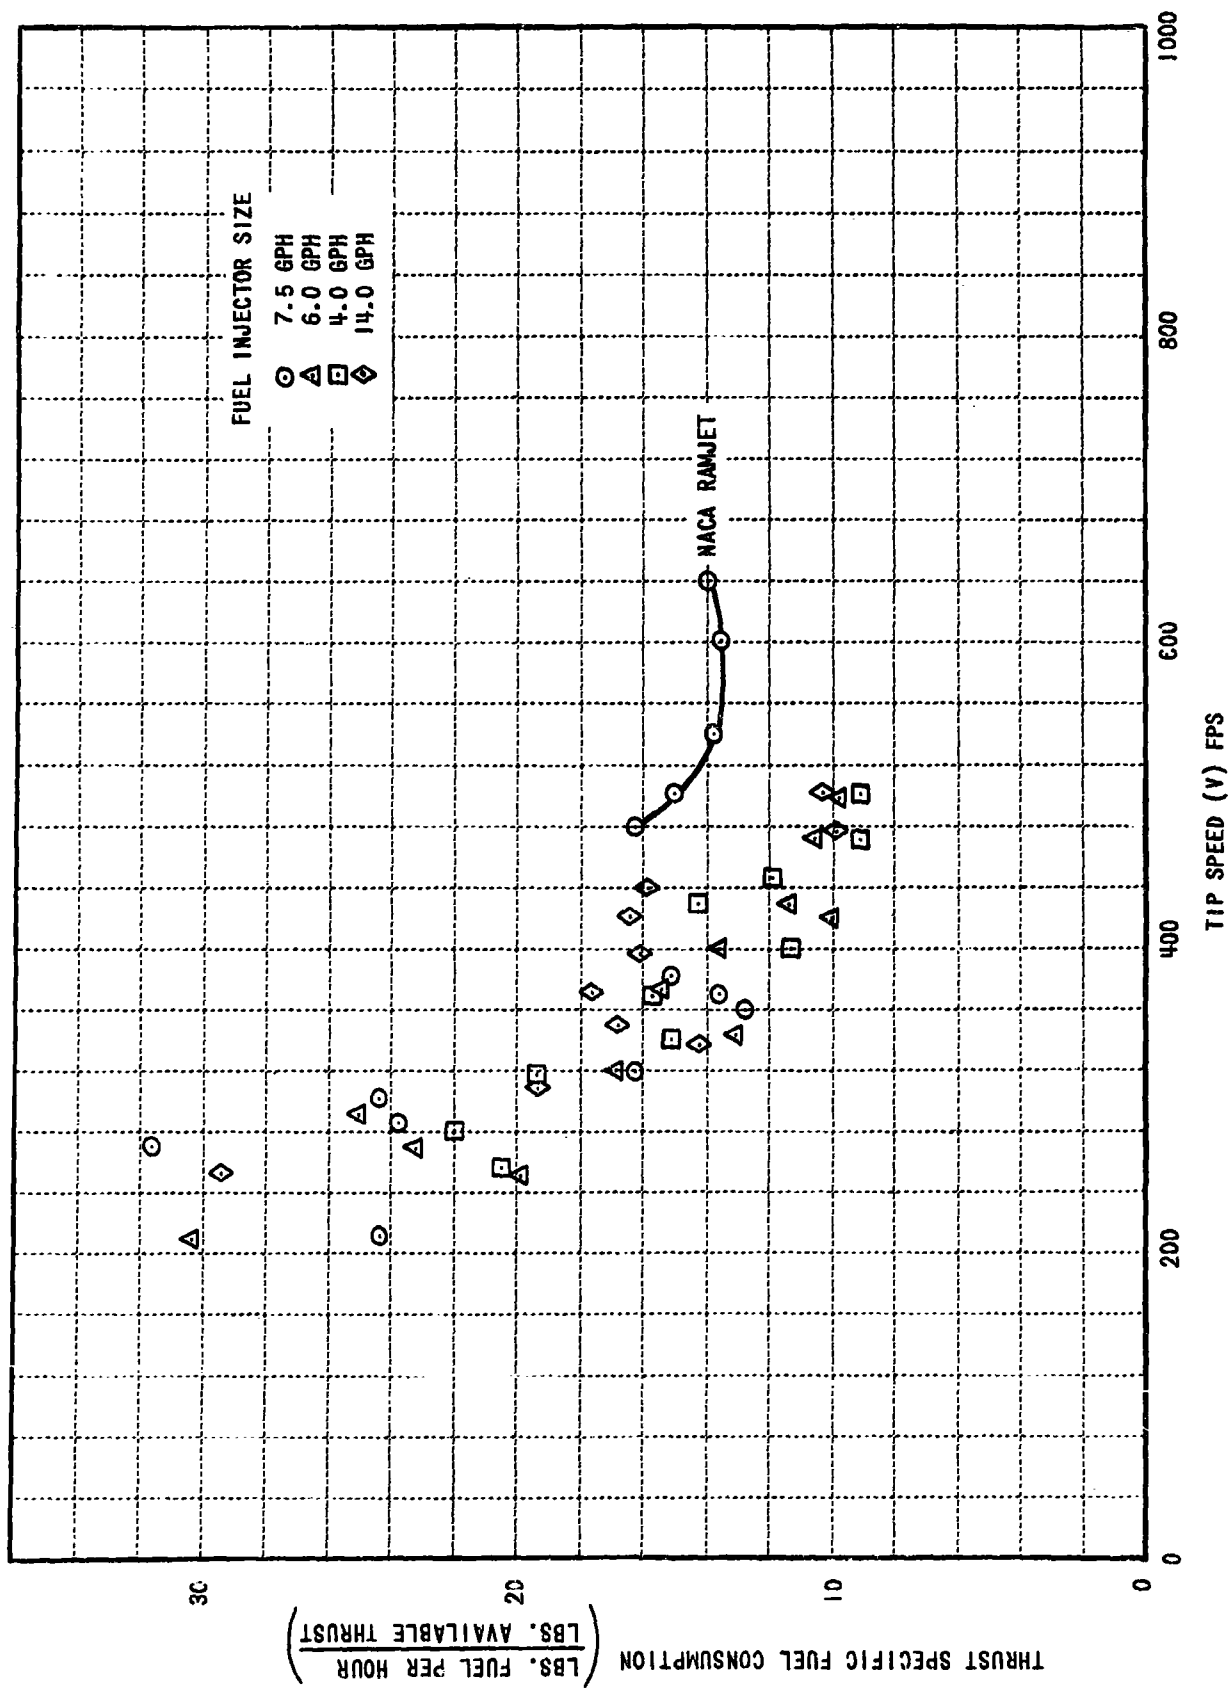 FUEL INJECTOR SIZE
7.5 GPH
6.0 GPH
4.0 GPH
14.0 GPH
NACA RAMJET
30
20
10
0
THRUST SPECIFIC FUEL CONSUMPTION
LBS. FUEL PER HOUR
LBS. AVAILABLE THRUST
0
200
400
600
800
1000
TIP SPEED (V) FPS